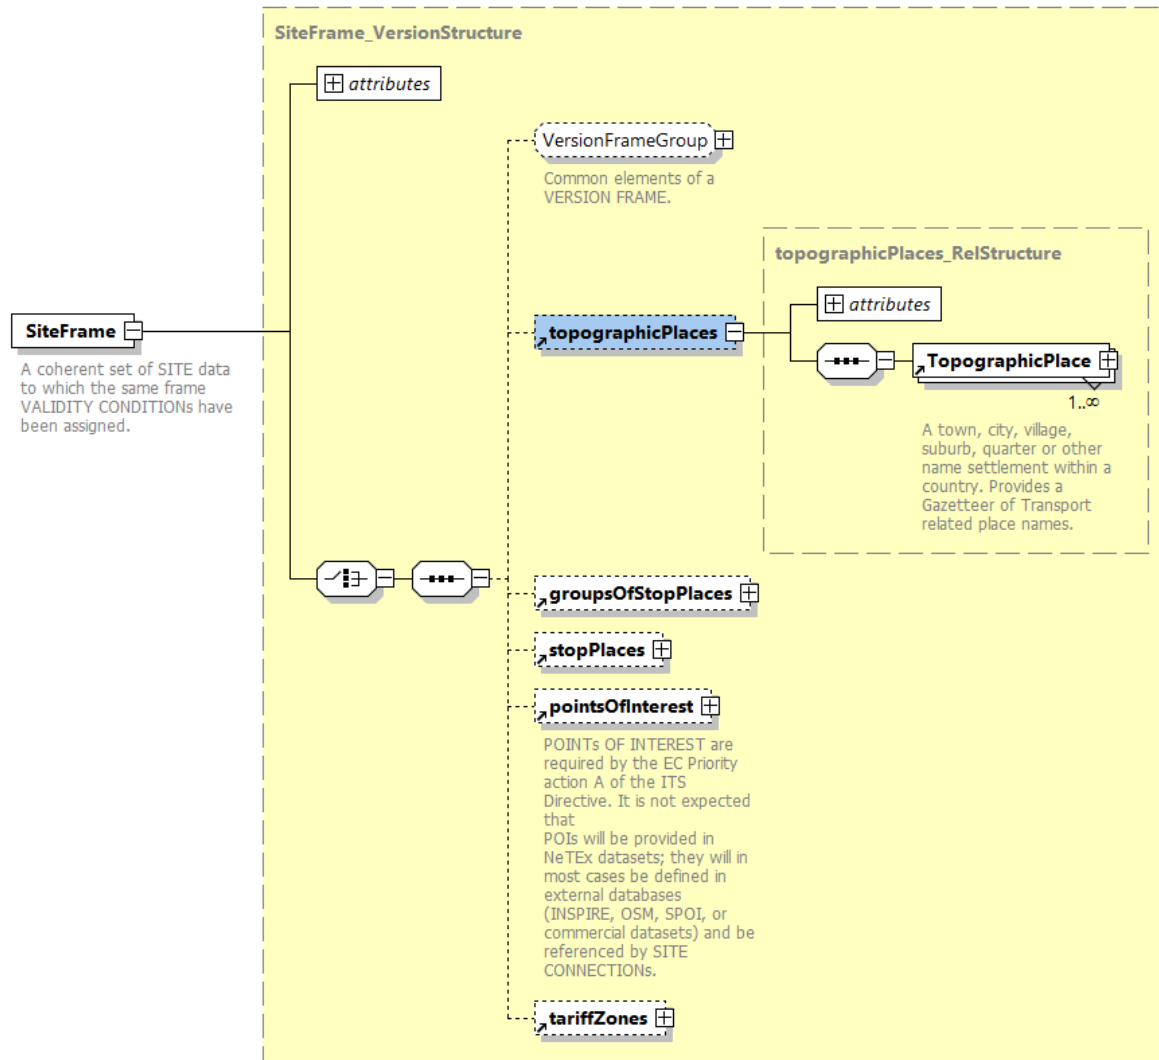 SiteFrame_VersionStructure
attributes
VersionFrameGroup
Common elements of a
VERSION FRAME.
topographicPlaces_RelStructure
attributes
SiteFrame
topographicPlaces
TopographicPlace
A coherent set of SITE data
to which the same frame
VALIDITY CONDITIONs have
been assigned.
1..∞
A town, city, village,
suburb, quarter or other
name settlement within a
country. Provides a
Gazetteer of Transport
related place names.
groupsOfStopPlaces
stopPlaces
pointsOfInterest
POINTs OF INTEREST are
required by the EC Priority
action A of the ITS
Directive. It is not expected
that
POIs will be provided in
NeTEx datasets; they will in
most cases be defined in
external databases
(INSPIRE, OSM, SPOI, or
commercial datasets) and be
referenced by SITE
CONNECTIONs.
tariffZones